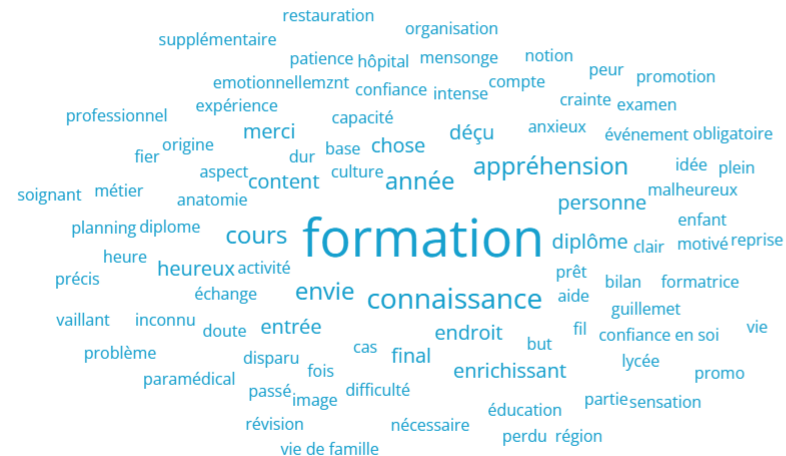 restauration
organisation
supplémentaire
patience hôpital mensonge notion
peur promotion
emotionnellemznt confiance intense compte
crainte examen
professionnel expérience
capacité
merci déçu anxieux événement obligatoire
origine base chose
fier dur
aspect culture appréhension idée plein
content année
soignant métier malheureux
anatomie personne
planning diplome enfant
cours formation diplôme clair motivé reprise
heure
heureux activité prêt
précis bilan formatrice
échange envie connaissance aide
guillemet
vaillant inconnu
doute entrée endroit fil confiance en soi vie
but
problème cas final
disparu lycée
fois enrichissant promo
paramédical
passé difficulté
image partie sensation
éducation
révision nécessaire
perdu région
vie de famille